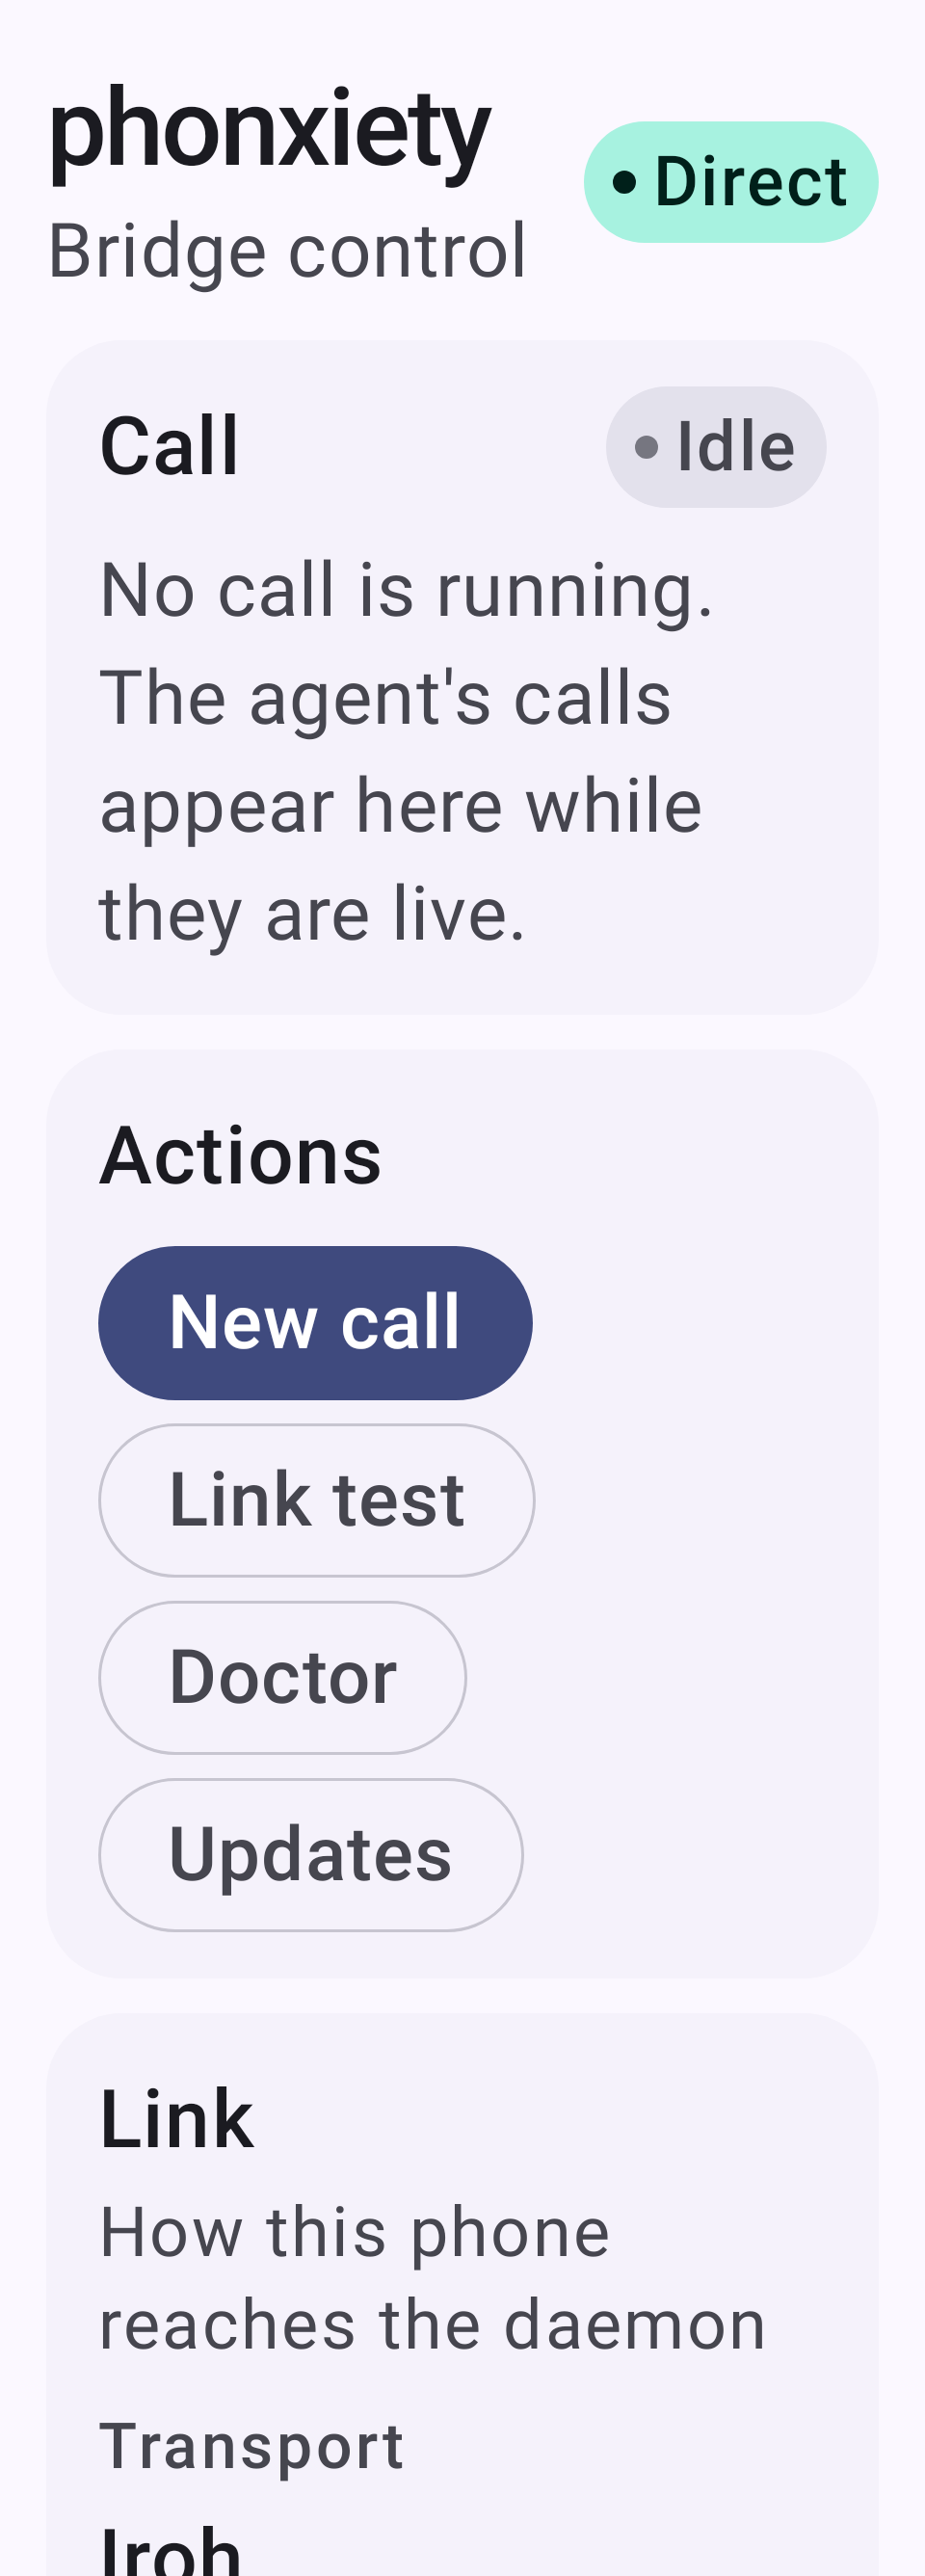 phonxiety
Bridge control
Direct
Call
Idle
No call is running.
The agent's calls
appear here while
they are live.
Actions
New call
Link test
Doctor
Updates
Link
How this phone
reaches the daemon
Transport
Iroh